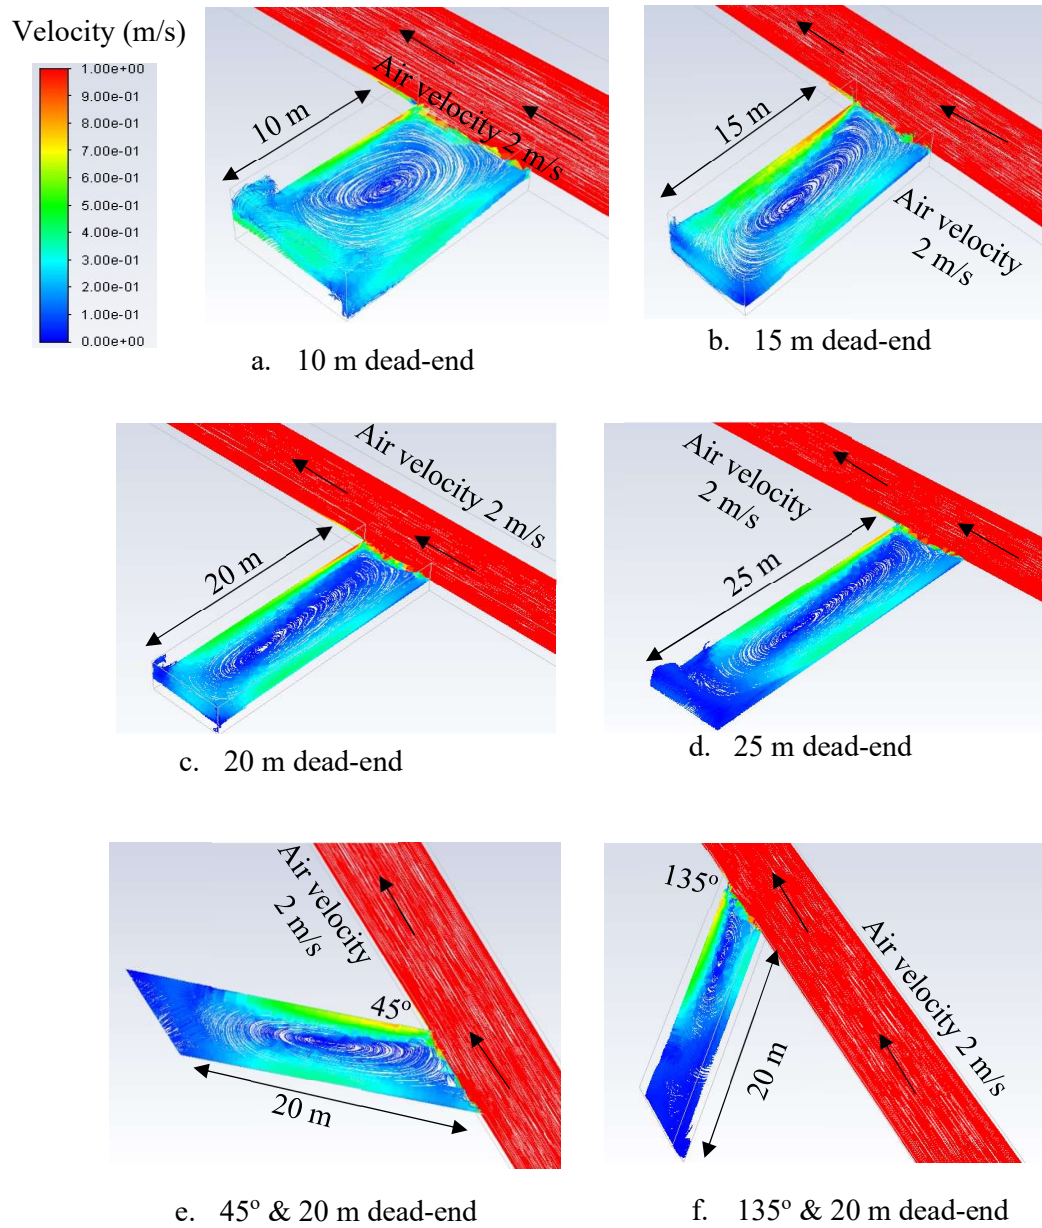 Velocity (m/s)
1.00e+00
9.00e-01
8.00e-01
7.00e-01
6.00e-01
5.00e-01
4.00e-01
3.00e-01
2.00e-01
1.00e-01
0.00e+00
10 m
Air velocity 2 m/s
a. 10 m dead-end
15 m
Air velocity
2 m/s
b. 15 m dead-end
20 m
Air velocity 2 m/s
c. 20 m dead-end
25 m
Air velocity
2 m/s
d. 25 m dead-end
Air velocity
2 m/s
45º
20 m
e. 45º & 20 m dead-end
135º
Air velocity 2 m/s
20 m
f. 135º & 20 m dead-end